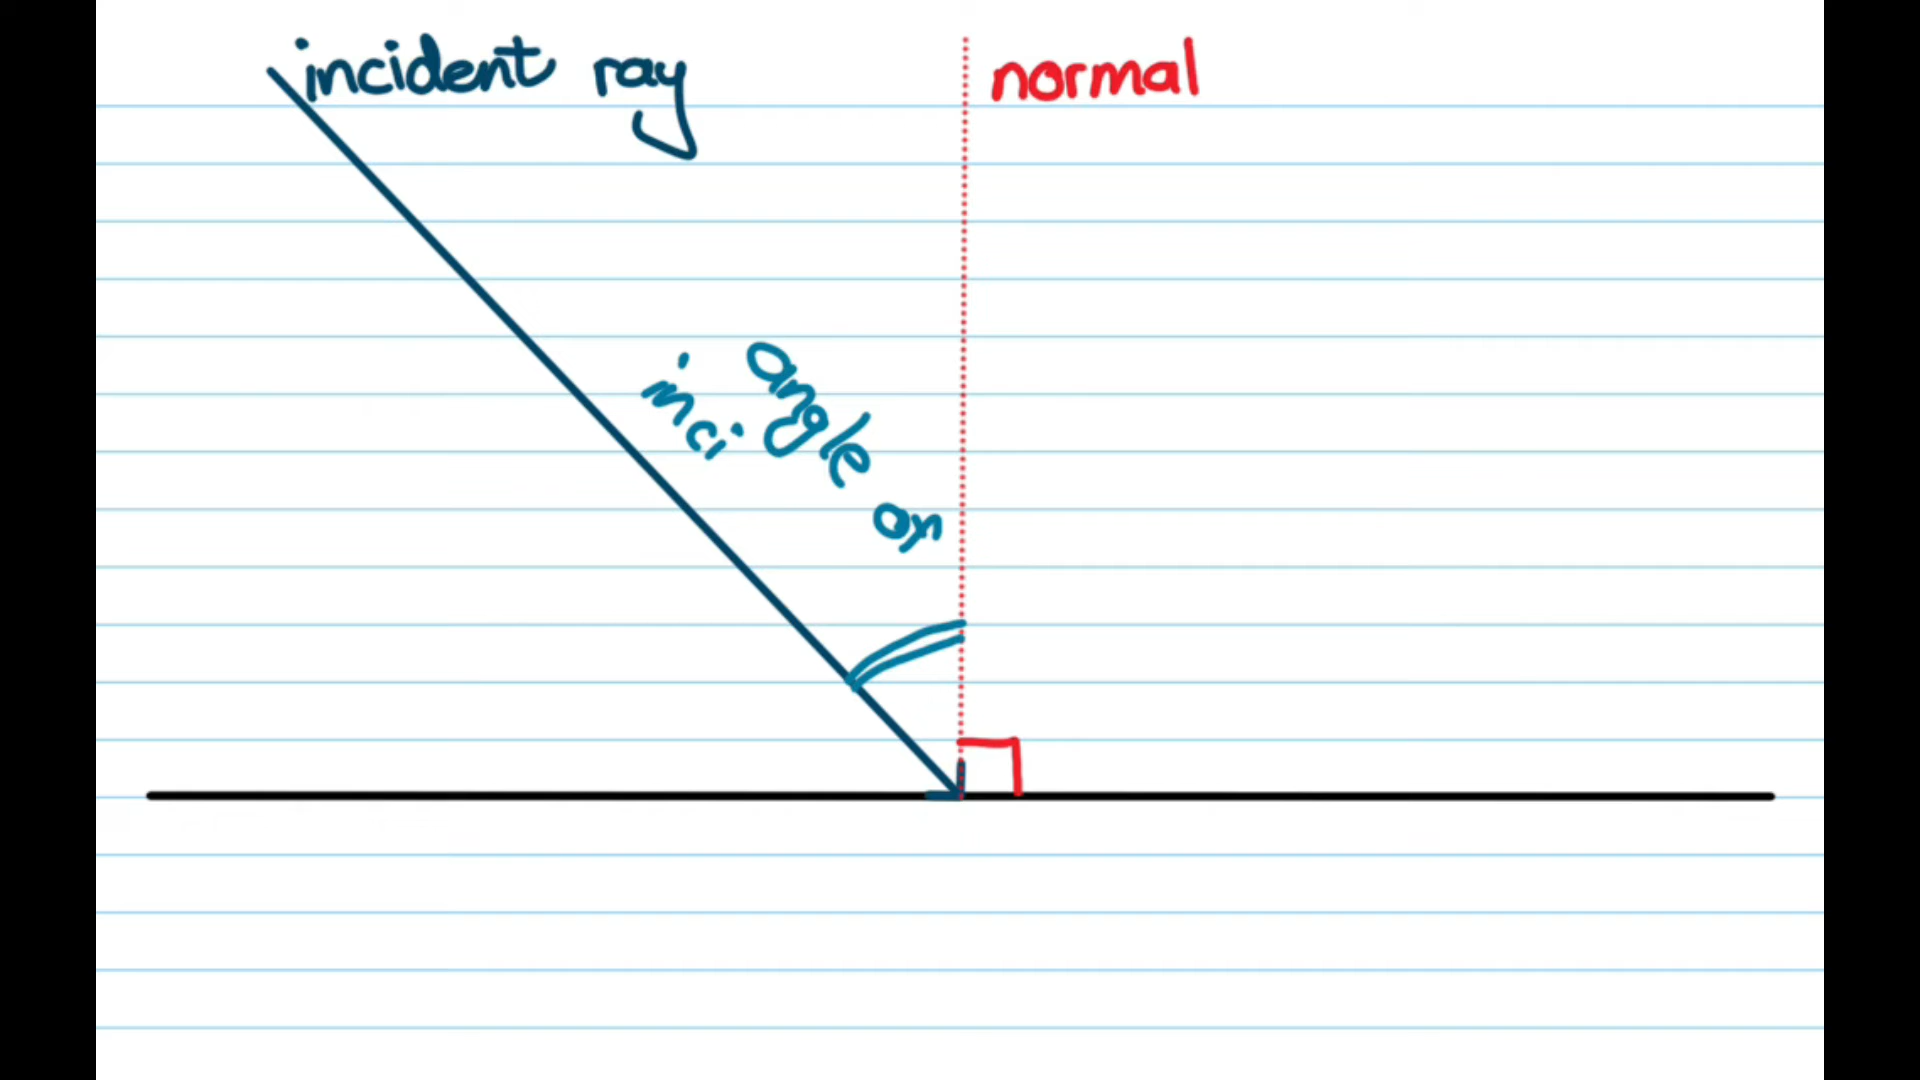 incident ray
normal
angle of
inci